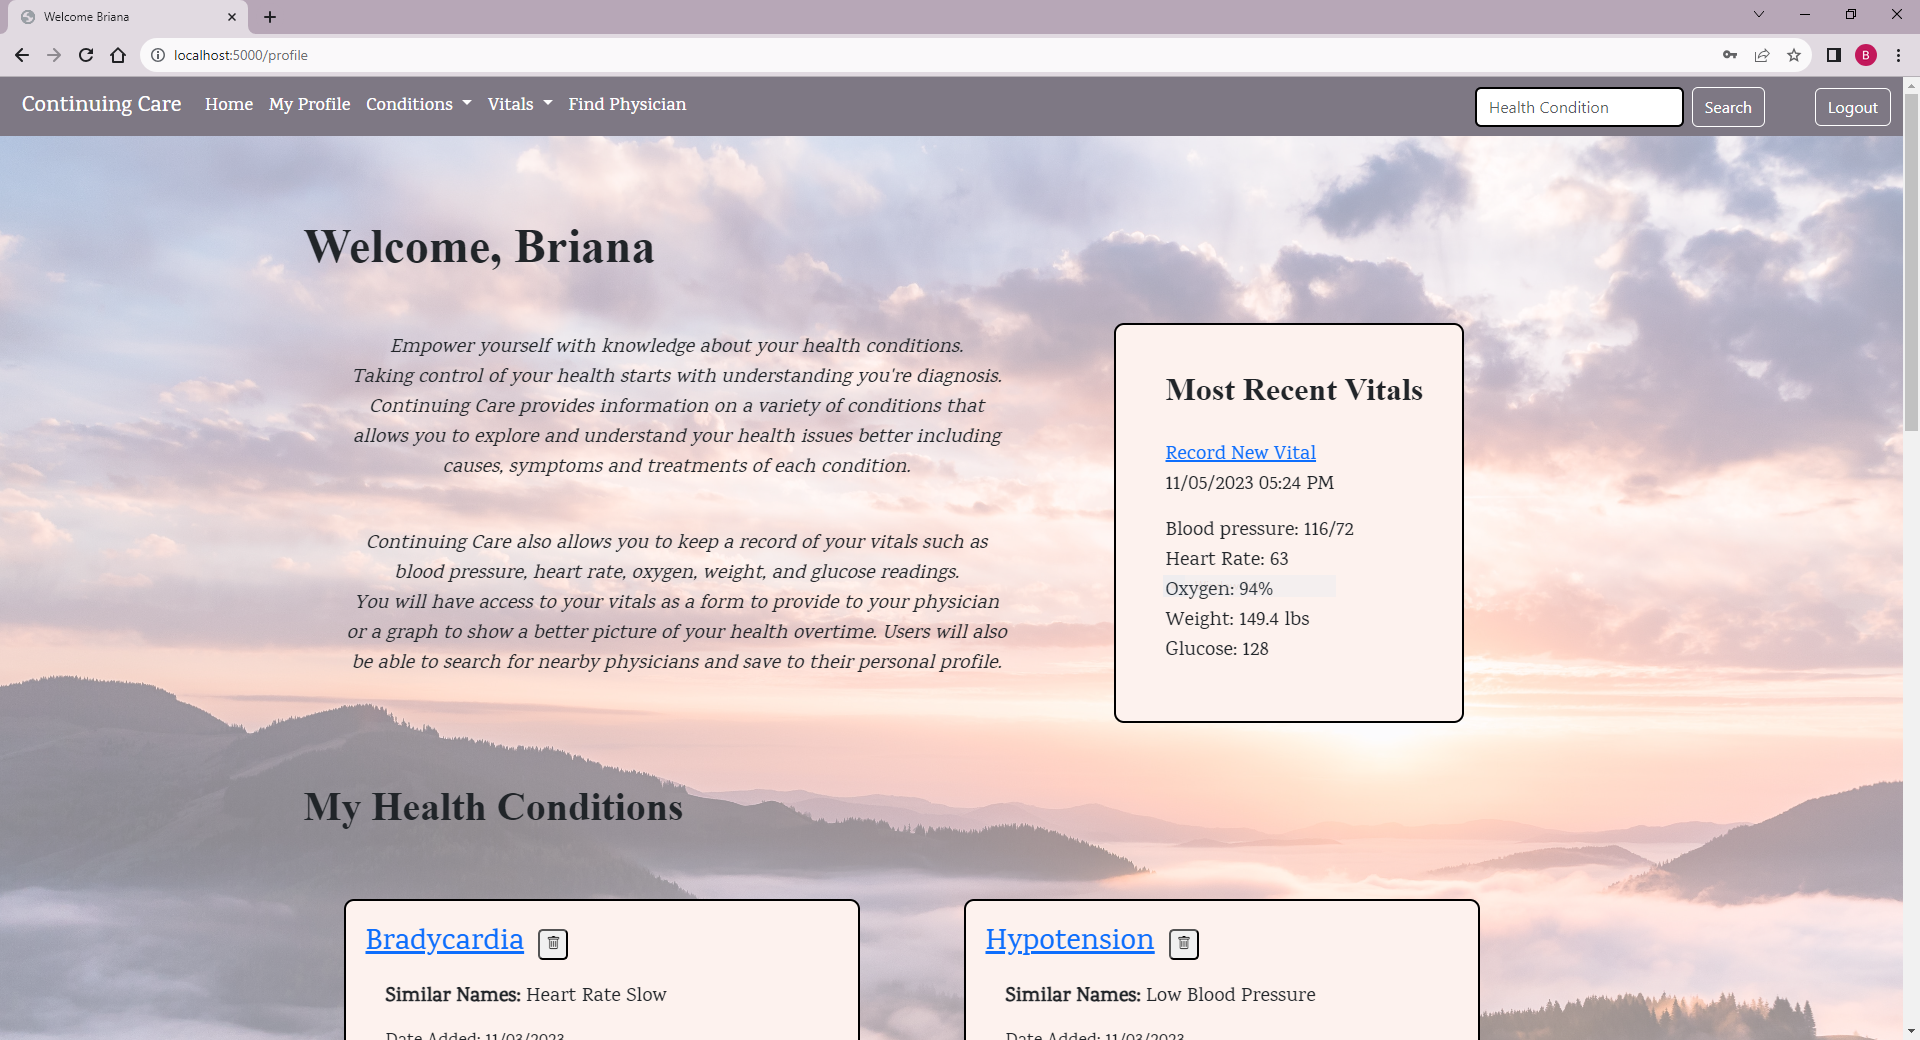 Welcome Briana
localhost:5000/profile
B
Continuing Care Home My Profile Conditions Vitals Find Physician Health Condition Search Logout
Welcome, Briana
Empower yourself with knowledge about your health conditions.
Taking control of your health starts with understanding you're diagnosis.
Continuing Care provides information on a variety of conditions that
allows you to explore and understand your health issues better including
causes, symptoms and treatments of each condition.
Continuing Care also allows you to keep a record of your vitals such as
blood pressure, heart rate, oxygen, weight, and glucose readings.
You will have access to your vitals as a form to provide to your physician
or a graph to show a better picture of your health overtime. Users will also
be able to search for nearby physicians and save to their personal profile.
Most Recent Vitals
Record New Vital
11/05/2023 05:24 PM
Blood pressure: 116/72
Heart Rate: 63
Oxygen: 94%
Weight: 149.4 lbs
Glucose: 128
My Health Conditions
Bradycardia
Similar Names: Heart Rate Slow
Date Added: 11/03/2023
Hypotension
Similar Names: Low Blood Pressure
Date Added: 11/03/2023